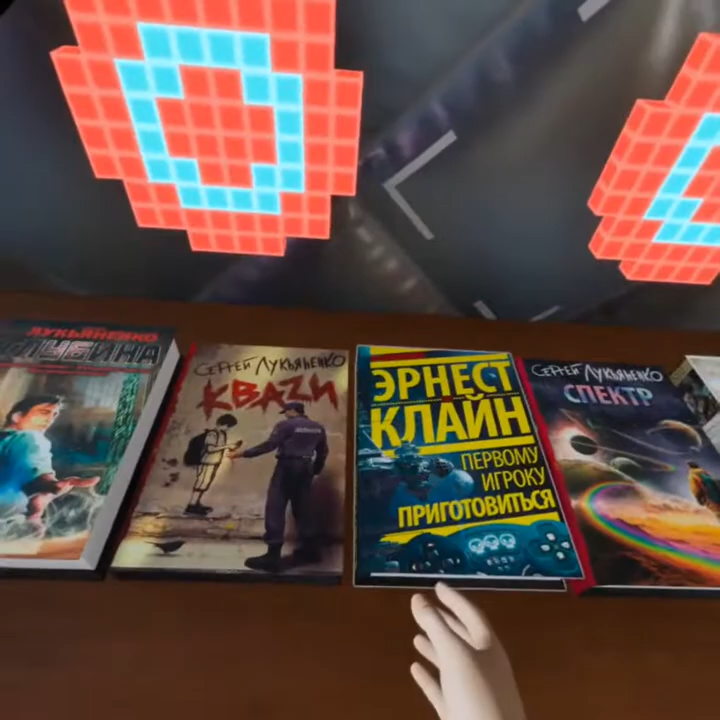 ЛУКЬЯНЕНКО
ГЛУБИНА
СЕРГЕЙ ЛУКЬЯНЕНКО
КВАZИ
ЭРНЕСТ
КЛАЙН
ПЕРВОМУ
ИГРОКУ
ПРИГОТОВИТЬСЯ
СЕРГЕЙ ЛУКЬЯНЕНКО
СПЕКТР